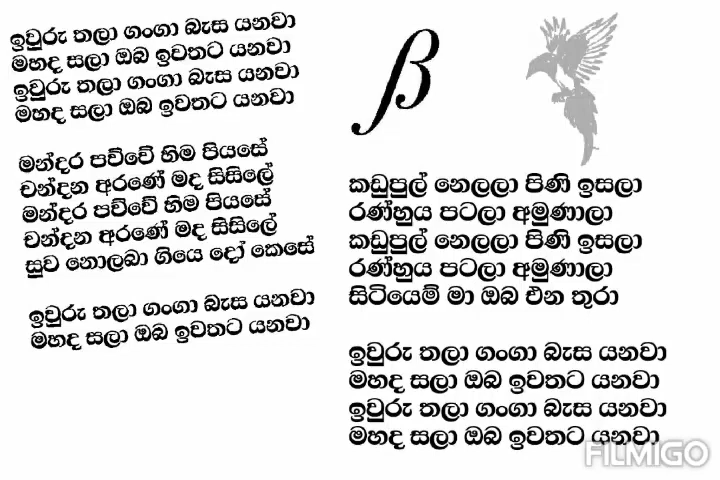 ඉවුරු තලා ගංගා බැස යනවා
මහද සලා ඔබ ඉවතට යනවා
ඉවුරු තලා ගංගා බැස යනවා
මහද සලා ඔබ ඉවතට යනවා
මන්දර පව්වේ හිම පියසේ
චන්දන අරණේ මද සිසිලේ
මන්දර පව්වේ හිම පියසේ
චන්දන අරණේ මද සිසිලේ
සුව නොලබා ගියෙ දෝ කෙසේ
ඉවුරු තලා ගංගා බැස යනවා
මහද සලා ඔබ ඉවතට යනවා
β
කඩුපුල් නෙලලා පිණි ඉසලා
රණ්හුය පටලා අමුණාලා
කඩුපුල් නෙලලා පිණි ඉසලා
රණ්හුය පටලා අමුණාලා
සිටියෙමි මා ඔබ එන තුරා
ඉවුරු තලා ගංගා බැස යනවා
මහද සලා ඔබ ඉවතට යනවා
ඉවුරු තලා ගංගා බැස යනවා
මහද සලා ඔබ ඉවතට යනවා
FILMIGO